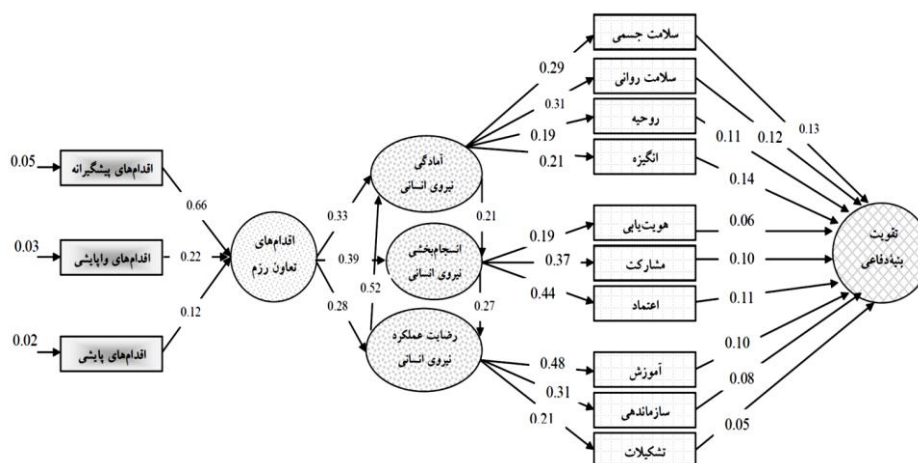 سلامت جسمی
0.29
سلامت روانی
0.13
0.31
0.12
روحیه
0.11
0.19
انگیزه
0.21
0.14
0.05
اقدام‌های پیشگیرانه
0.66
آمادگی
نیروی انسانی
0.33
0.21
هویت‌یابی
0.19
0.06
0.03
اقدام‌های واپایشی
0.22
اقدام‌های
تعاون رزم
0.39
انسجام‌بخشی
نیروی انسانی
0.37
مشارکت
0.10
تقویت
بنیه‌دفاعی
0.52
0.44
اعتماد
0.11
0.12
0.28
0.27
0.02
اقدام‌های پایشی
رضایت عملکرد
نیروی انسانی
0.48
آموزش
0.10
0.31
سازماندهی
0.08
0.21
تشکیلات
0.05